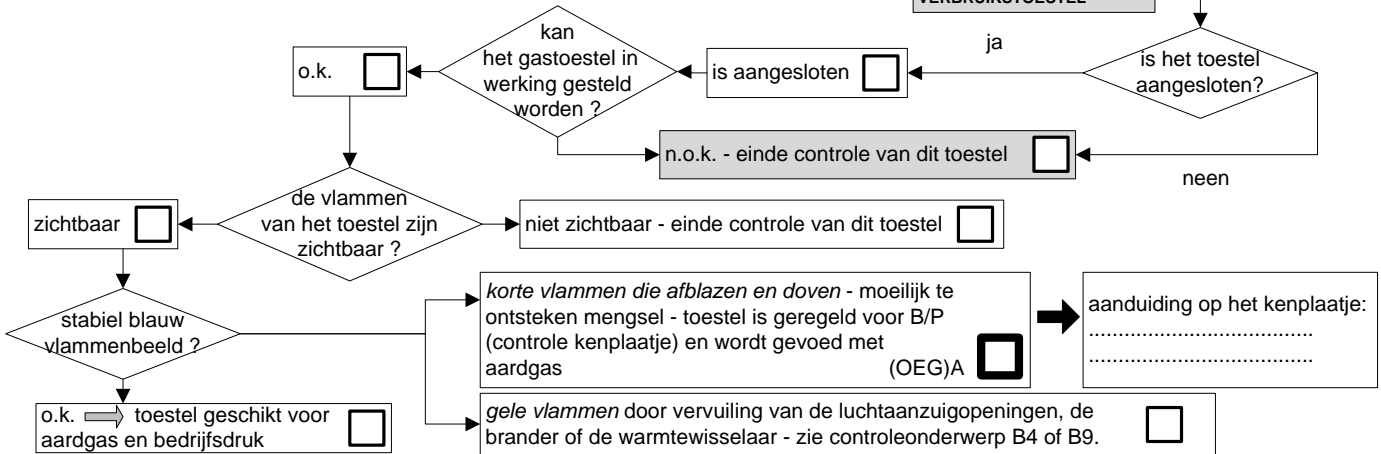 VERBRUIKSTOESTEL
is het toestel
aangesloten?
ja
neen
is aangesloten
kan
het gastoestel in
werking gesteld
worden ?
o.k.
n.o.k. - einde controle van dit toestel
de vlammen
van het toestel zijn
zichtbaar ?
zichtbaar
niet zichtbaar - einde controle van dit toestel
stabiel blauw
vlammenbeeld ?
korte vlammen die afblazen en doven - moeilijk te
ontsteken mengsel - toestel is geregeld voor B/P
(controle kenplaatje) en wordt gevoed met
aardgas (OEG)A
aanduiding op het kenplaatje:
...................................
...................................
o.k. toestel geschikt voor
aardgas en bedrijfsdruk
gele vlammen door vervuiling van de luchtaanzuigopeningen, de
brander of de warmtewisselaar - zie controleonderwerp B4 of B9.